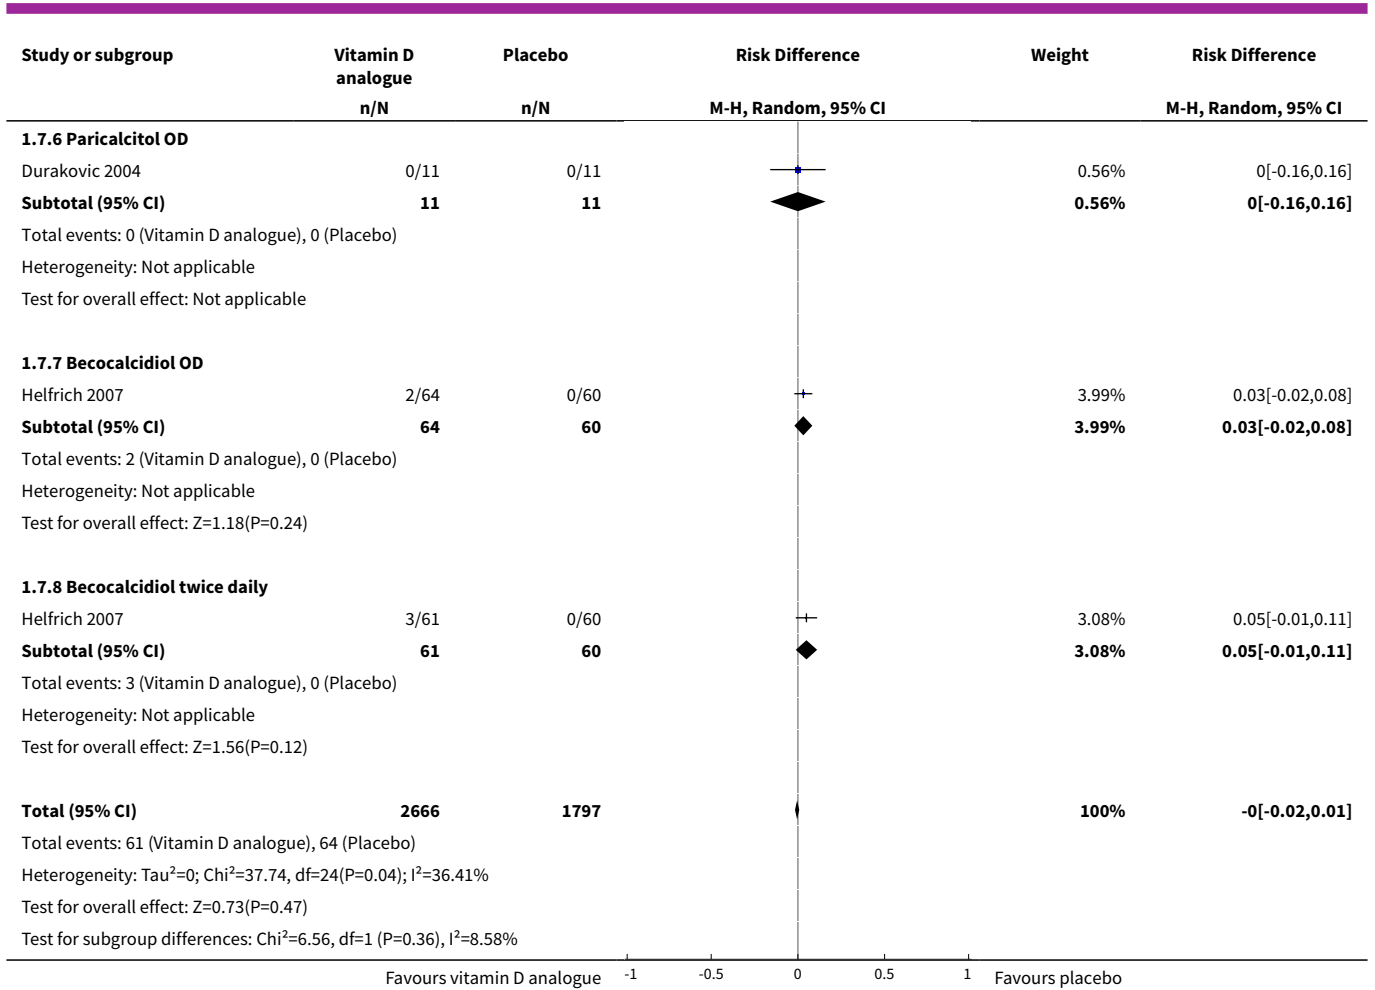 Study or subgroup Vitamin D analogue Placebo Risk Difference Weight Risk Difference
n/N n/N M-H, Random, 95% CI M-H, Random, 95% CI
1.7.6 Paricalcitol OD
Durakovic 2004 0/11 0/11 0.56% 0[-0.16,0.16]
Subtotal (95% CI) 11 11 0.56% 0[-0.16,0.16]
Total events: 0 (Vitamin D analogue), 0 (Placebo)
Heterogeneity: Not applicable
Test for overall effect: Not applicable
1.7.7 Becocalcidiol OD
Helfrich 2007 2/64 0/60 3.99% 0.03[-0.02,0.08]
Subtotal (95% CI) 64 60 3.99% 0.03[-0.02,0.08]
Total events: 2 (Vitamin D analogue), 0 (Placebo)
Heterogeneity: Not applicable
Test for overall effect: Z=1.18(P=0.24)
1.7.8 Becocalcidiol twice daily
Helfrich 2007 3/61 0/60 3.08% 0.05[-0.01,0.11]
Subtotal (95% CI) 61 60 3.08% 0.05[-0.01,0.11]
Total events: 3 (Vitamin D analogue), 0 (Placebo)
Heterogeneity: Not applicable
Test for overall effect: Z=1.56(P=0.12)
Total (95% CI) 2666 1797 100% -0[-0.02,0.01]
Total events: 61 (Vitamin D analogue), 64 (Placebo)
Heterogeneity: Tau²=0; Chi²=37.74, df=24(P=0.04); I²=36.41%
Test for overall effect: Z=0.73(P=0.47)
Test for subgroup differences: Chi²=6.56, df=1 (P=0.36), I²=8.58%
Favours vitamin D analogue -1 -0.5 0 0.5 1 Favours placebo